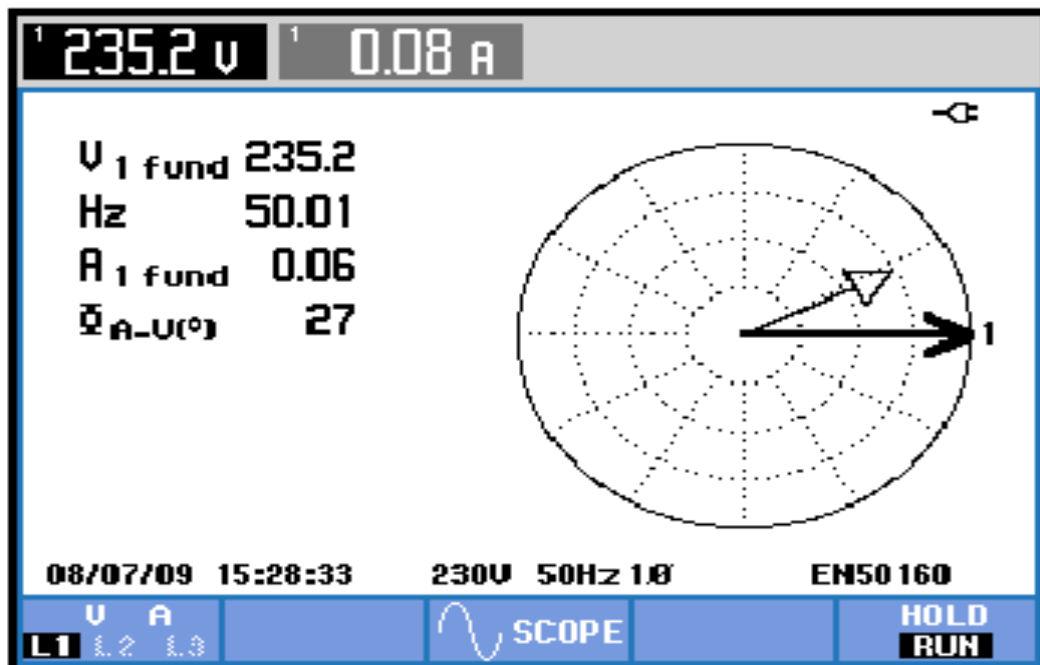 1 235.2 V 1 0.08 A
V 1 fund 235.2
Hz 50.01
A 1 fund 0.06
Φ A-V(°) 27
1
08/07/09 15:28:33 230V 50Hz 1Ø EN50160
V A
L1 L2 L3
SCOPE
HOLD
RUN